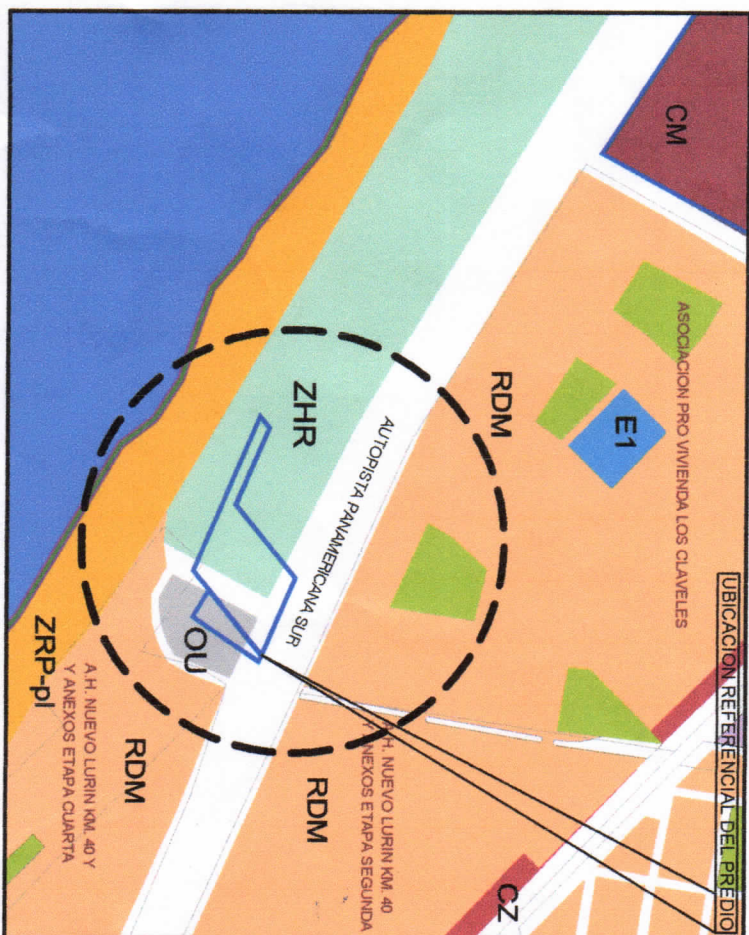 UBICACION REFERENCIAL DEL PREDIO
CM
ASOCIACION PRO VIVIENDA LOS CLAVELES
E1
RDM
CZ
A.H. NUEVO LURIN KM. 40
Y ANEXOS ETAPA SEGUNDA
AUTOPISTA PANAMERICANA SUR
RDM
ZHR
OU
RDM
A.H. NUEVO LURIN KM. 40 Y
Y ANEXOS ETAPA CUARTA
ZRP-pl